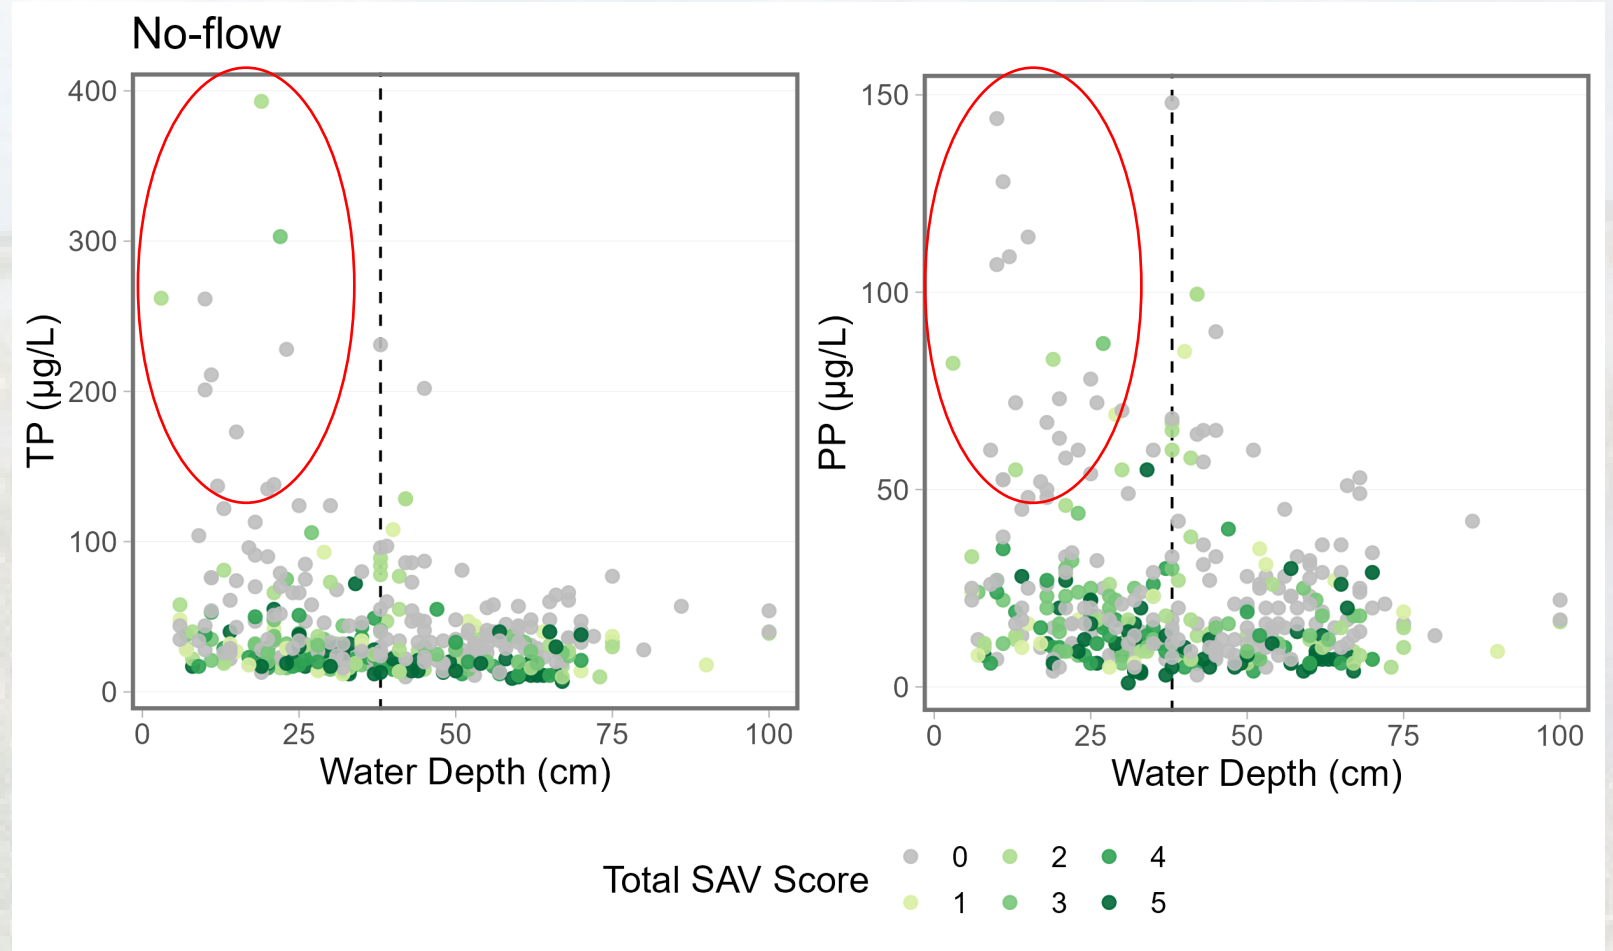 No-flow
TP (µg/L)
400
300
200
100
0
0 25 50 75 100
Water Depth (cm)
PP (µg/L)
150
100
50
0
0 25 50 75 100
Water Depth (cm)
Total SAV Score
0 2 4
1 3 5